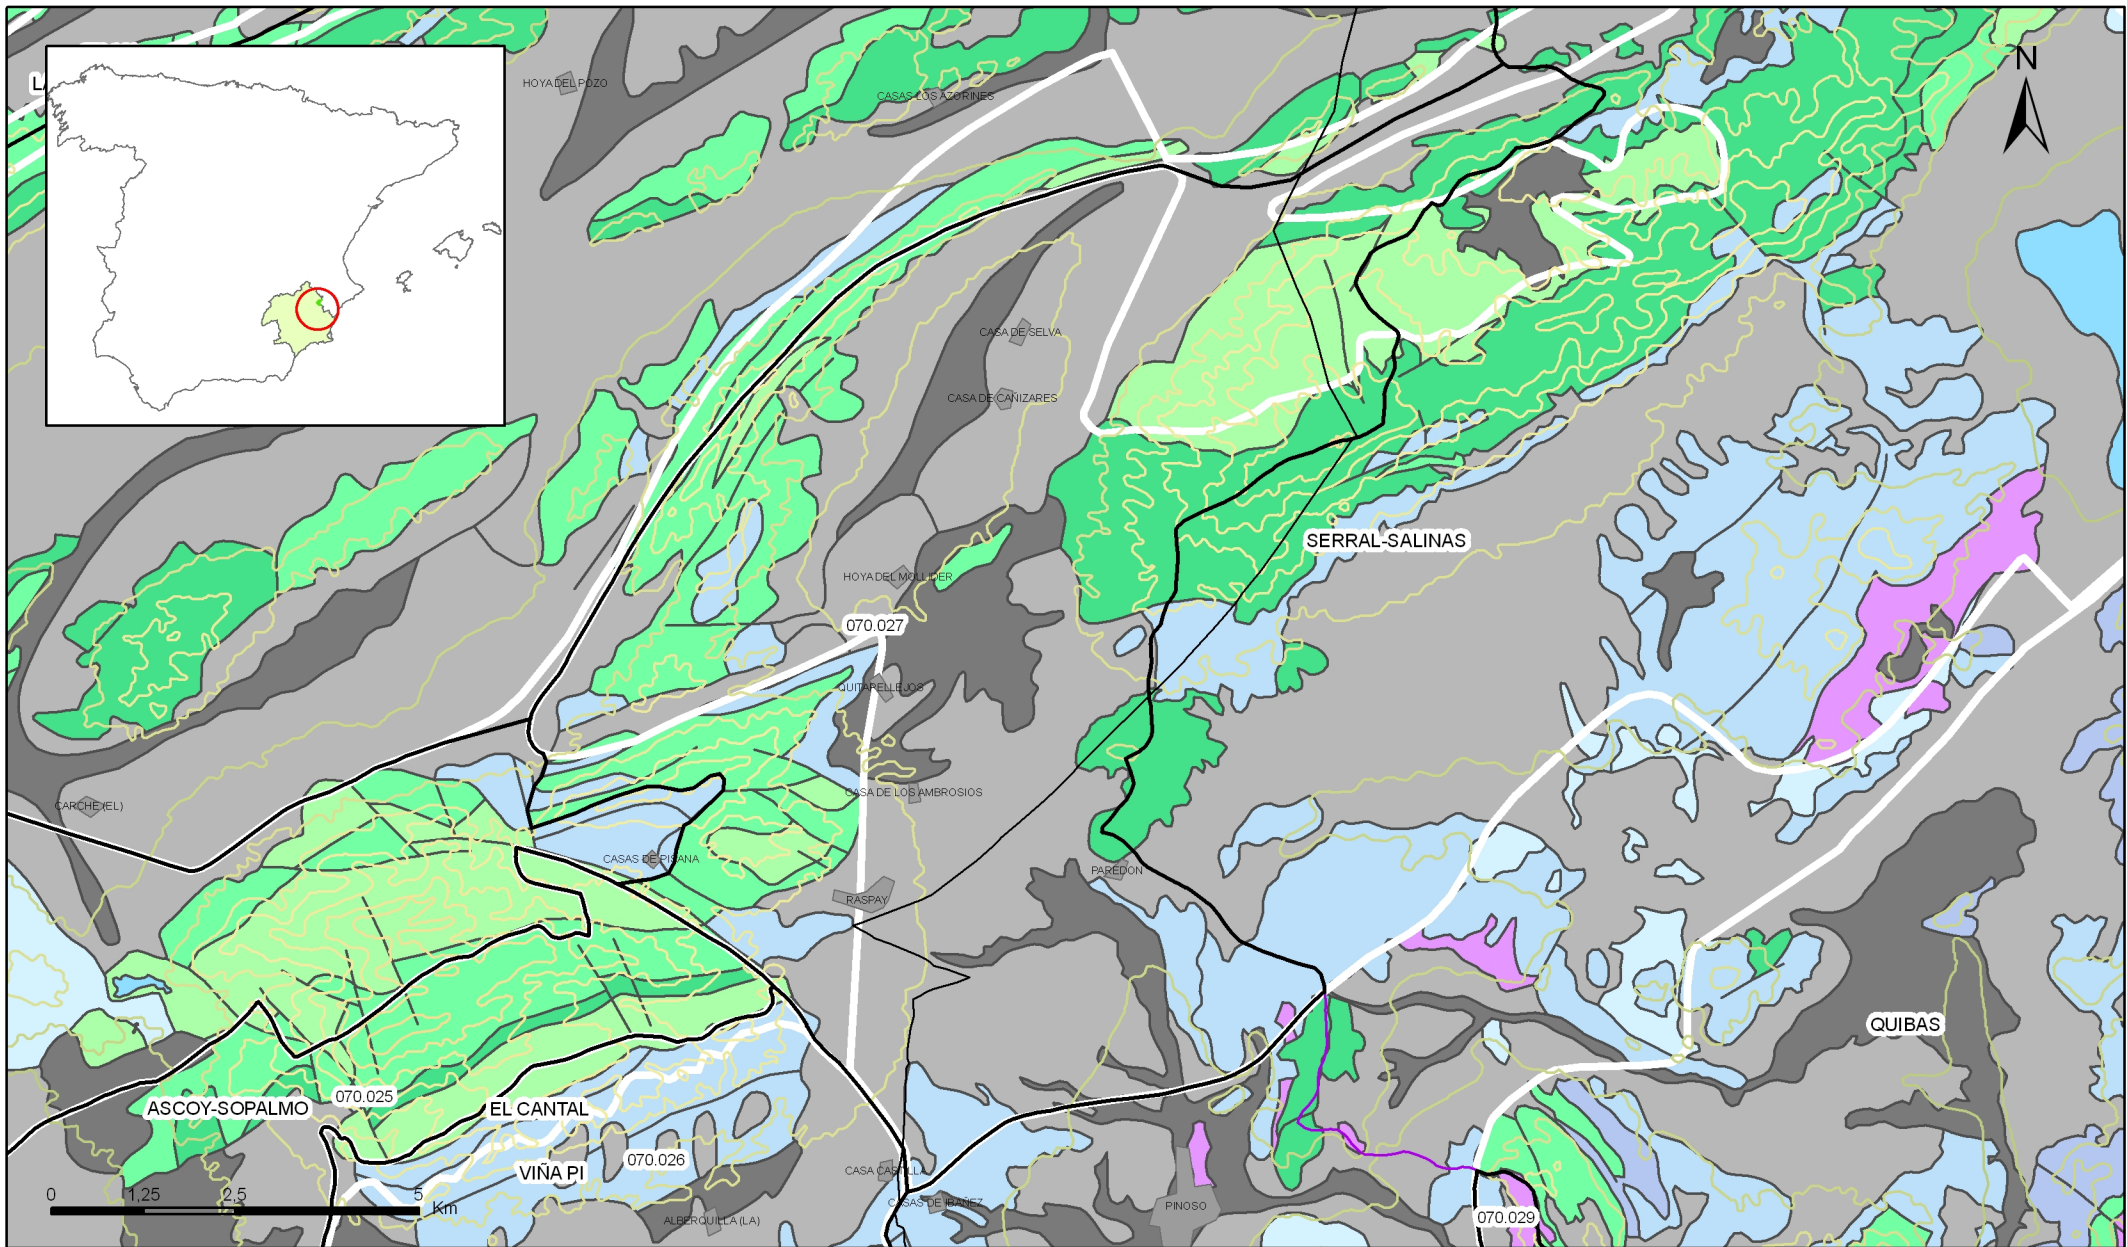 N
LA
HOYA DEL POZO
CASAS LOS AZORINES
CASA DE SELVA
CASA DE CAÑIZARES
SERRAL-SALINAS
HOYA DEL MOLLIDER
070.027
QUITAPELLEJOS
CASA DE LOS AMBROSIOS
CARCHE (EL)
CASAS DE PISANA
PAREDON
RASPAY
QUIBAS
070.025
ASCOY-SOPALMO
EL CANTAL
070.026
VIÑA PI
CASA CASTILLA
CASAS DE IBAÑEZ
PINOSO
ALBERQUILLA (LA)
070.029
0 1,25 2,5 5
Km